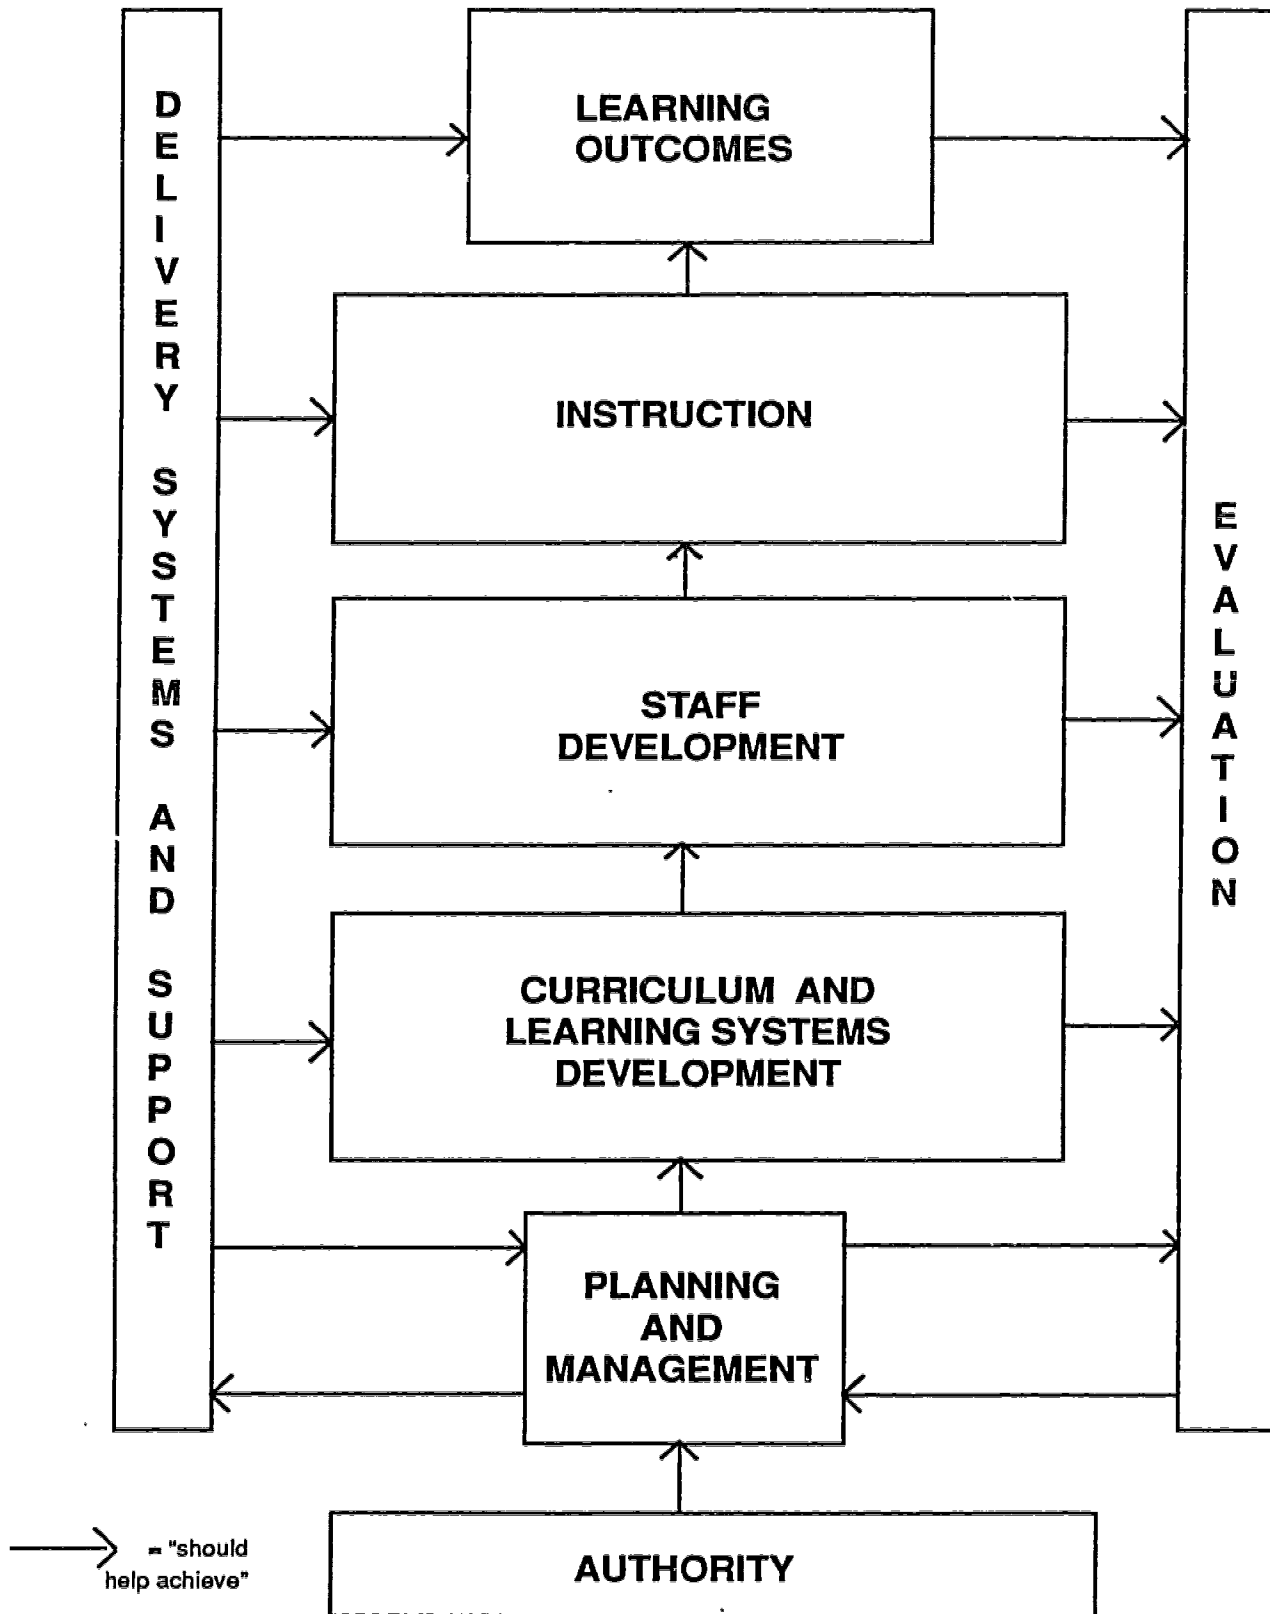 DELIVERY SYSTEMS AND SUPPORT
LEARNING
OUTCOMES
INSTRUCTION
STAFF
DEVELOPMENT
CURRICULUM AND
LEARNING SYSTEMS
DEVELOPMENT
PLANNING
AND
MANAGEMENT
EVALUATION
= "should
help achieve"
AUTHORITY